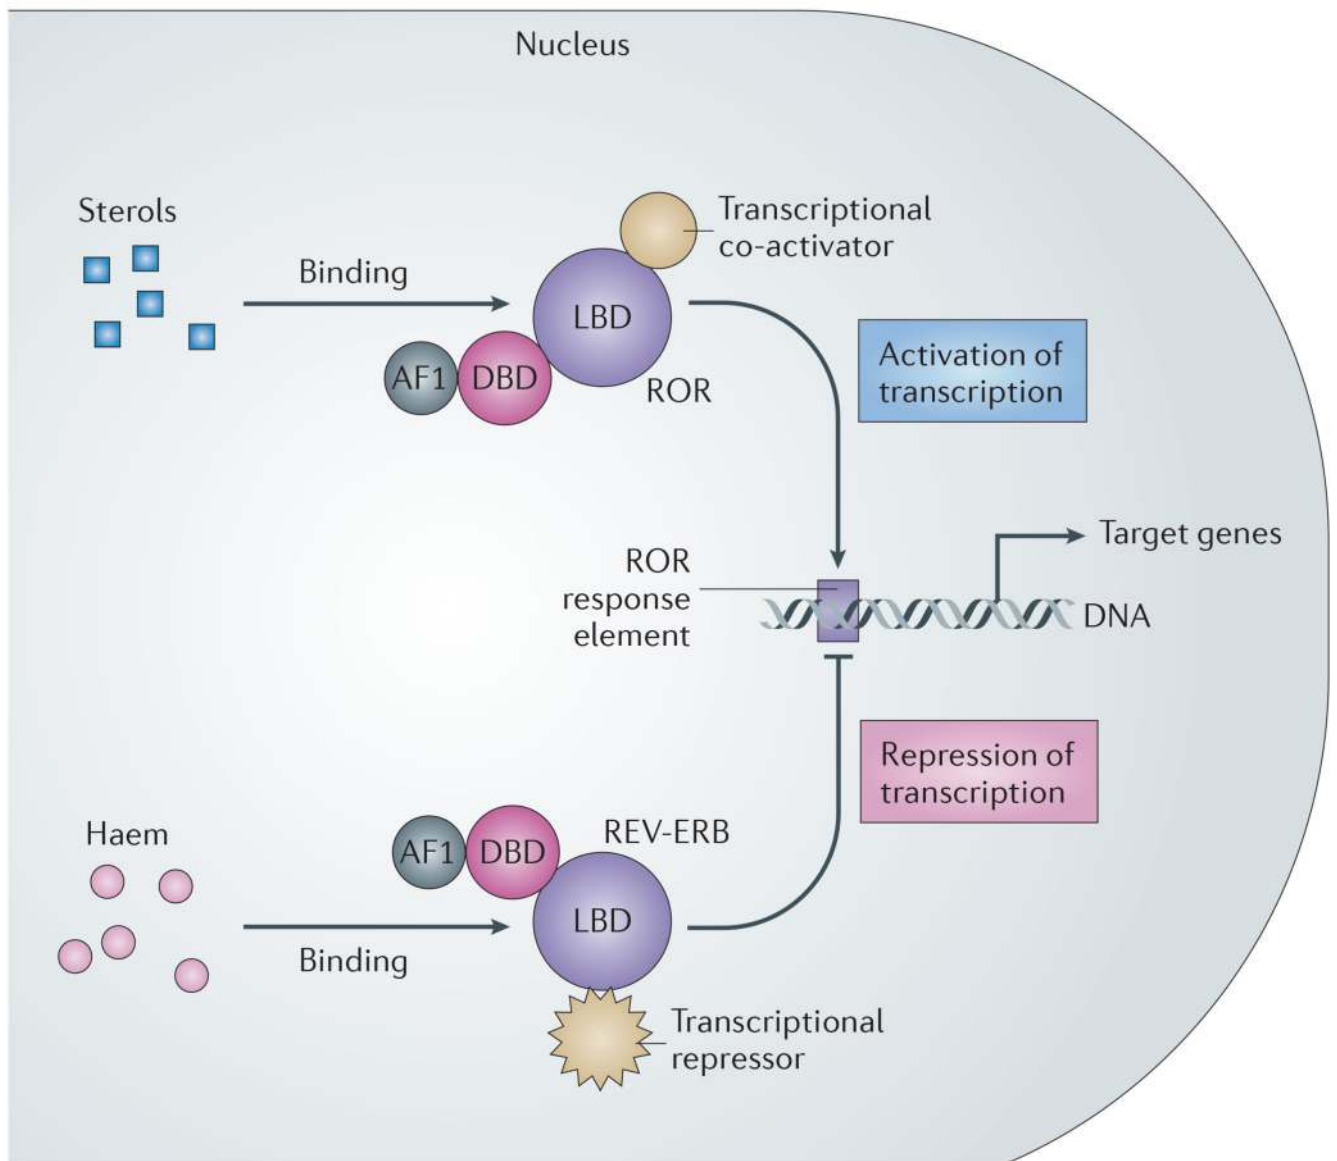 Nucleus
Sterols
Binding
Transcriptional
co-activator
LBD
AF1
DBD
ROR
Activation of
transcription
Target genes
ROR
response
element
DNA
Repression of
transcription
Haem
Binding
AF1
DBD
REV-ERB
LBD
Transcriptional
repressor